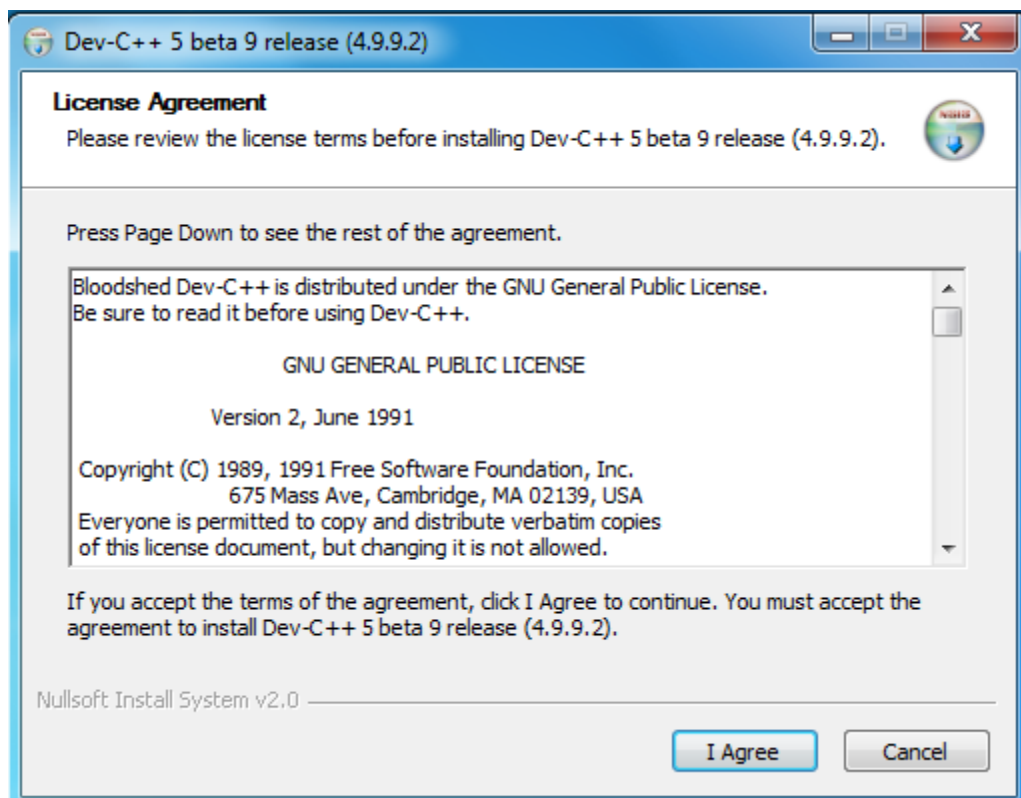 Dev-C++ 5 beta 9 release (4.9.9.2)
License Agreement
Please review the license terms before installing Dev-C++ 5 beta 9 release (4.9.9.2).
Press Page Down to see the rest of the agreement.
Bloodshed Dev-C++ is distributed under the GNU General Public License.
Be sure to read it before using Dev-C++.
GNU GENERAL PUBLIC LICENSE
Version 2, June 1991
Copyright (C) 1989, 1991 Free Software Foundation, Inc.
675 Mass Ave, Cambridge, MA 02139, USA
Everyone is permitted to copy and distribute verbatim copies
of this license document, but changing it is not allowed.
If you accept the terms of the agreement, click I Agree to continue. You must accept the
agreement to install Dev-C++ 5 beta 9 release (4.9.9.2).
Nullsoft Install System v2.0
I Agree
Cancel